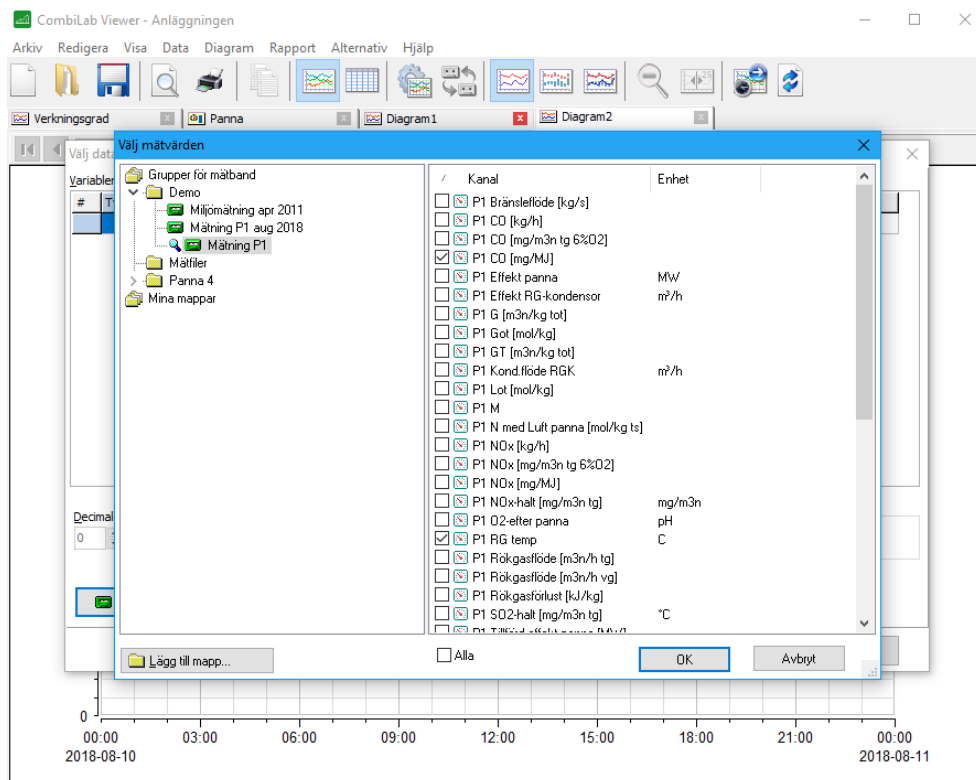 CombiLab Viewer - Anläggningen
Arkiv Redigera Visa Data Diagram Rapport Alternativ Hjälp
Verkningsgrad Panna Diagram1 Diagram2
Välj data
Välj mätvärden
Variabler
#
Grupper för mätband
Demo
Miljömätning apr 2011
Mätning P1 aug 2018
Mätning P1
Mätfiler
Panna 4
Mina mappar
/ Kanal Enhet
P1 Bränsleflöde [kg/s]
P1 CO [kg/h]
P1 CO [mg/m3n tg 6%O2]
P1 CO [mg/MJ]
P1 Effekt panna MW
P1 Effekt RG-kondensor m³/h
P1 G [m3n/kg tot]
P1 Got [mol/kg]
P1 GT [m3n/kg tot]
P1 Kond.flöde RGK m³/h
P1 Lot [mol/kg]
P1 M
P1 N med Luft panna [mol/kg ts]
P1 NOx [kg/h]
P1 NOx [mg/m3n tg 6%O2]
P1 NOx [mg/MJ]
P1 NOx-halt [mg/m3n tg] mg/m3n
P1 O2-efter panna pH
P1 RG temp C
P1 Rökgasflöde [m3n/h tg]
P1 Rökgasflöde [m3n/h vg]
P1 Rökgasförlust [kJ/kg]
P1 SO2-halt [mg/m3n tg] °C
P1 Tillförd effekt panna [MW]
Decimal
0
Lägg till mapp...
Alla
OK
Avbryt
0
00:00 03:00 06:00 09:00 12:00 15:00 18:00 21:00 00:00
2018-08-10 2018-08-11